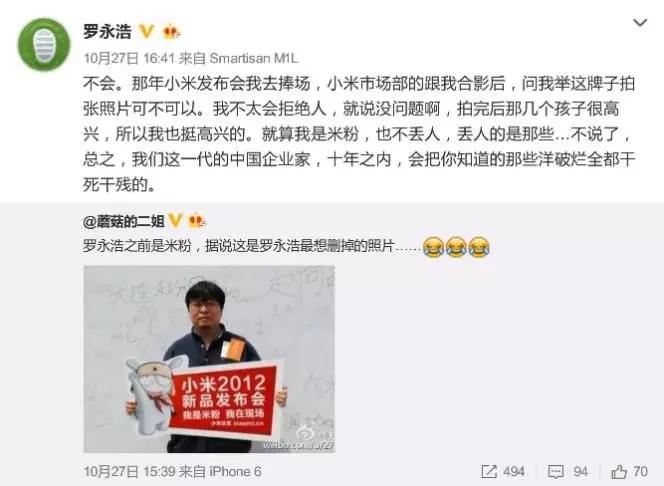 罗永浩
10月27日 16:41 来自 Smartisan M1L
不会。那年小米发布会我去捧场，小米市场部的跟我合影后，问我举这牌子拍
张照片可不可以。我不太会拒绝人，就说没问题啊，拍完后那几个孩子很高
兴，所以我也挺高兴的。就算我是米粉，也不丢人，丢人的是那些…不说了，
总之，我们这一代的中国企业家，十年之内，会把你知道的那些洋破烂全都干
死干残的。
@蘑菇的二姐
罗永浩之前是米粉，据说这是罗永浩最想删掉的照片……
小米2012
新品发布会
我是米粉 我在现场
小米社区 xiaomi.cn
10月27日 15:39 来自 iPhone 6
494
94
70